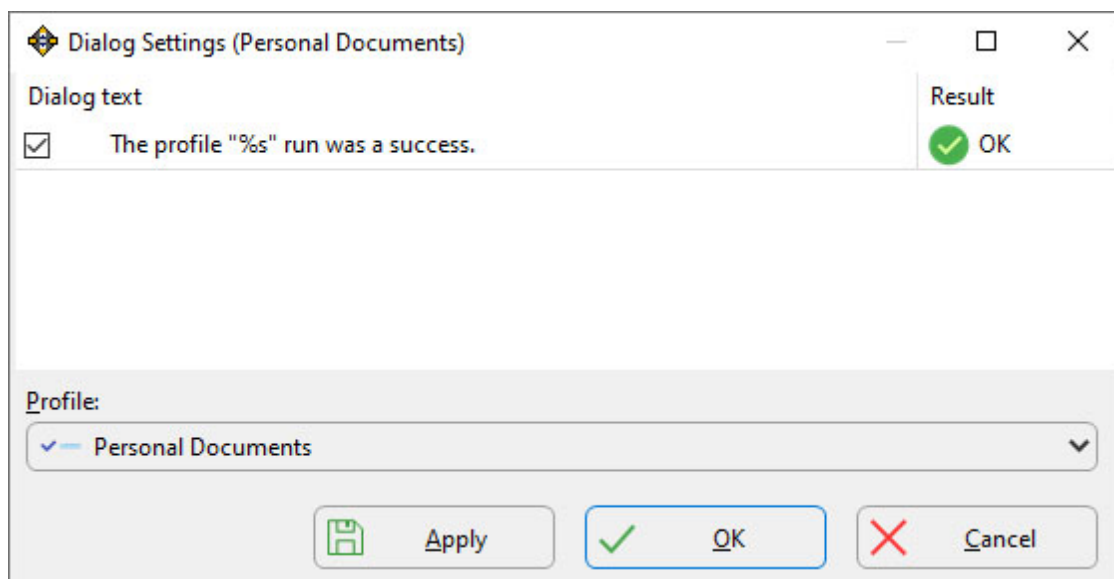 Dialog Settings (Personal Documents)
Dialog text Result
The profile "%s" run was a success. OK
Profile:
Personal Documents
Apply OK Cancel